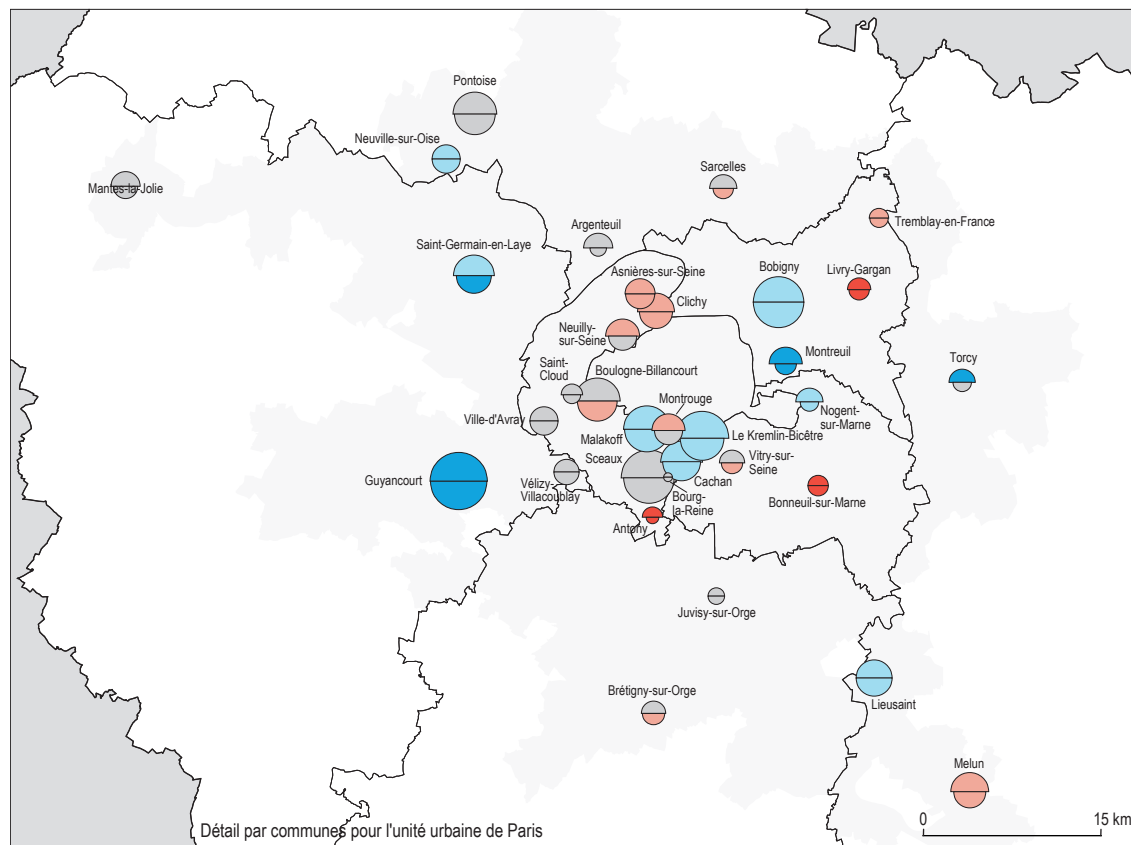 Pontoise
Neuville-sur-Oise
Mantes-la-Jolie
Sarcelles
Tremblay-en-France
Argenteuil
Saint-Germain-en-Laye
Asnières-sur-Seine
Bobigny
Livry-Gargan
Clichy
Neuilly-
sur-Seine
Montreuil
Torcy
Saint-
Cloud
Boulogne-Billancourt
Montrouge
Nogent-
sur-Marne
Ville-d'Avray
Malakoff
Le Kremlin-Bicêtre
Sceaux
Vitry-sur-
Seine
Guyancourt
Vélizy-
Villacoublay
Cachan
Bourg-
la-Reine
Bonneuil-sur-Marne
Antony
Juvisy-sur-Orge
Brétigny-sur-Orge
Lieusaint
Melun
Détail par communes pour l'unité urbaine de Paris
0
15 km